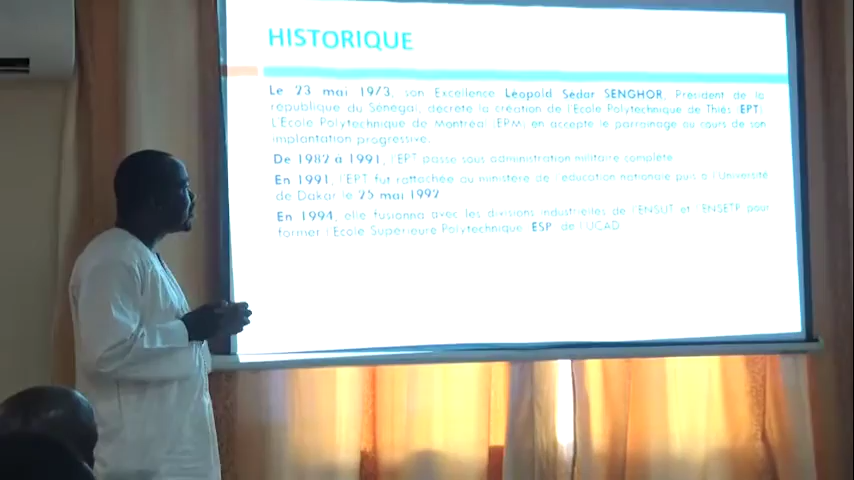 HISTORIQUE
Le 23 mai 1973, son Excellence Léopold Sedar SENGHOR, Président de la
république du Sénégal, décrète la création de l'Ecole Polytechnique de Thiès (EPT).
L'Ecole Polytechnique de Montréal (EPM) en accepte le parrainage au cours de son
implantation progressive.
De 1982 à 1991, l'EPT passe sous administration militaire complète
En 1991, l'EPT fut rattachée au ministère de l'éducation nationale puis à l'Université
de Dakar le 25 mai 1992
En 1994, elle fusionna avec les divisions industrielles de l'ENSUT et l'ENSETP pour
former l'Ecole Supérieure Polytechnique (ESP) de l'UCAD